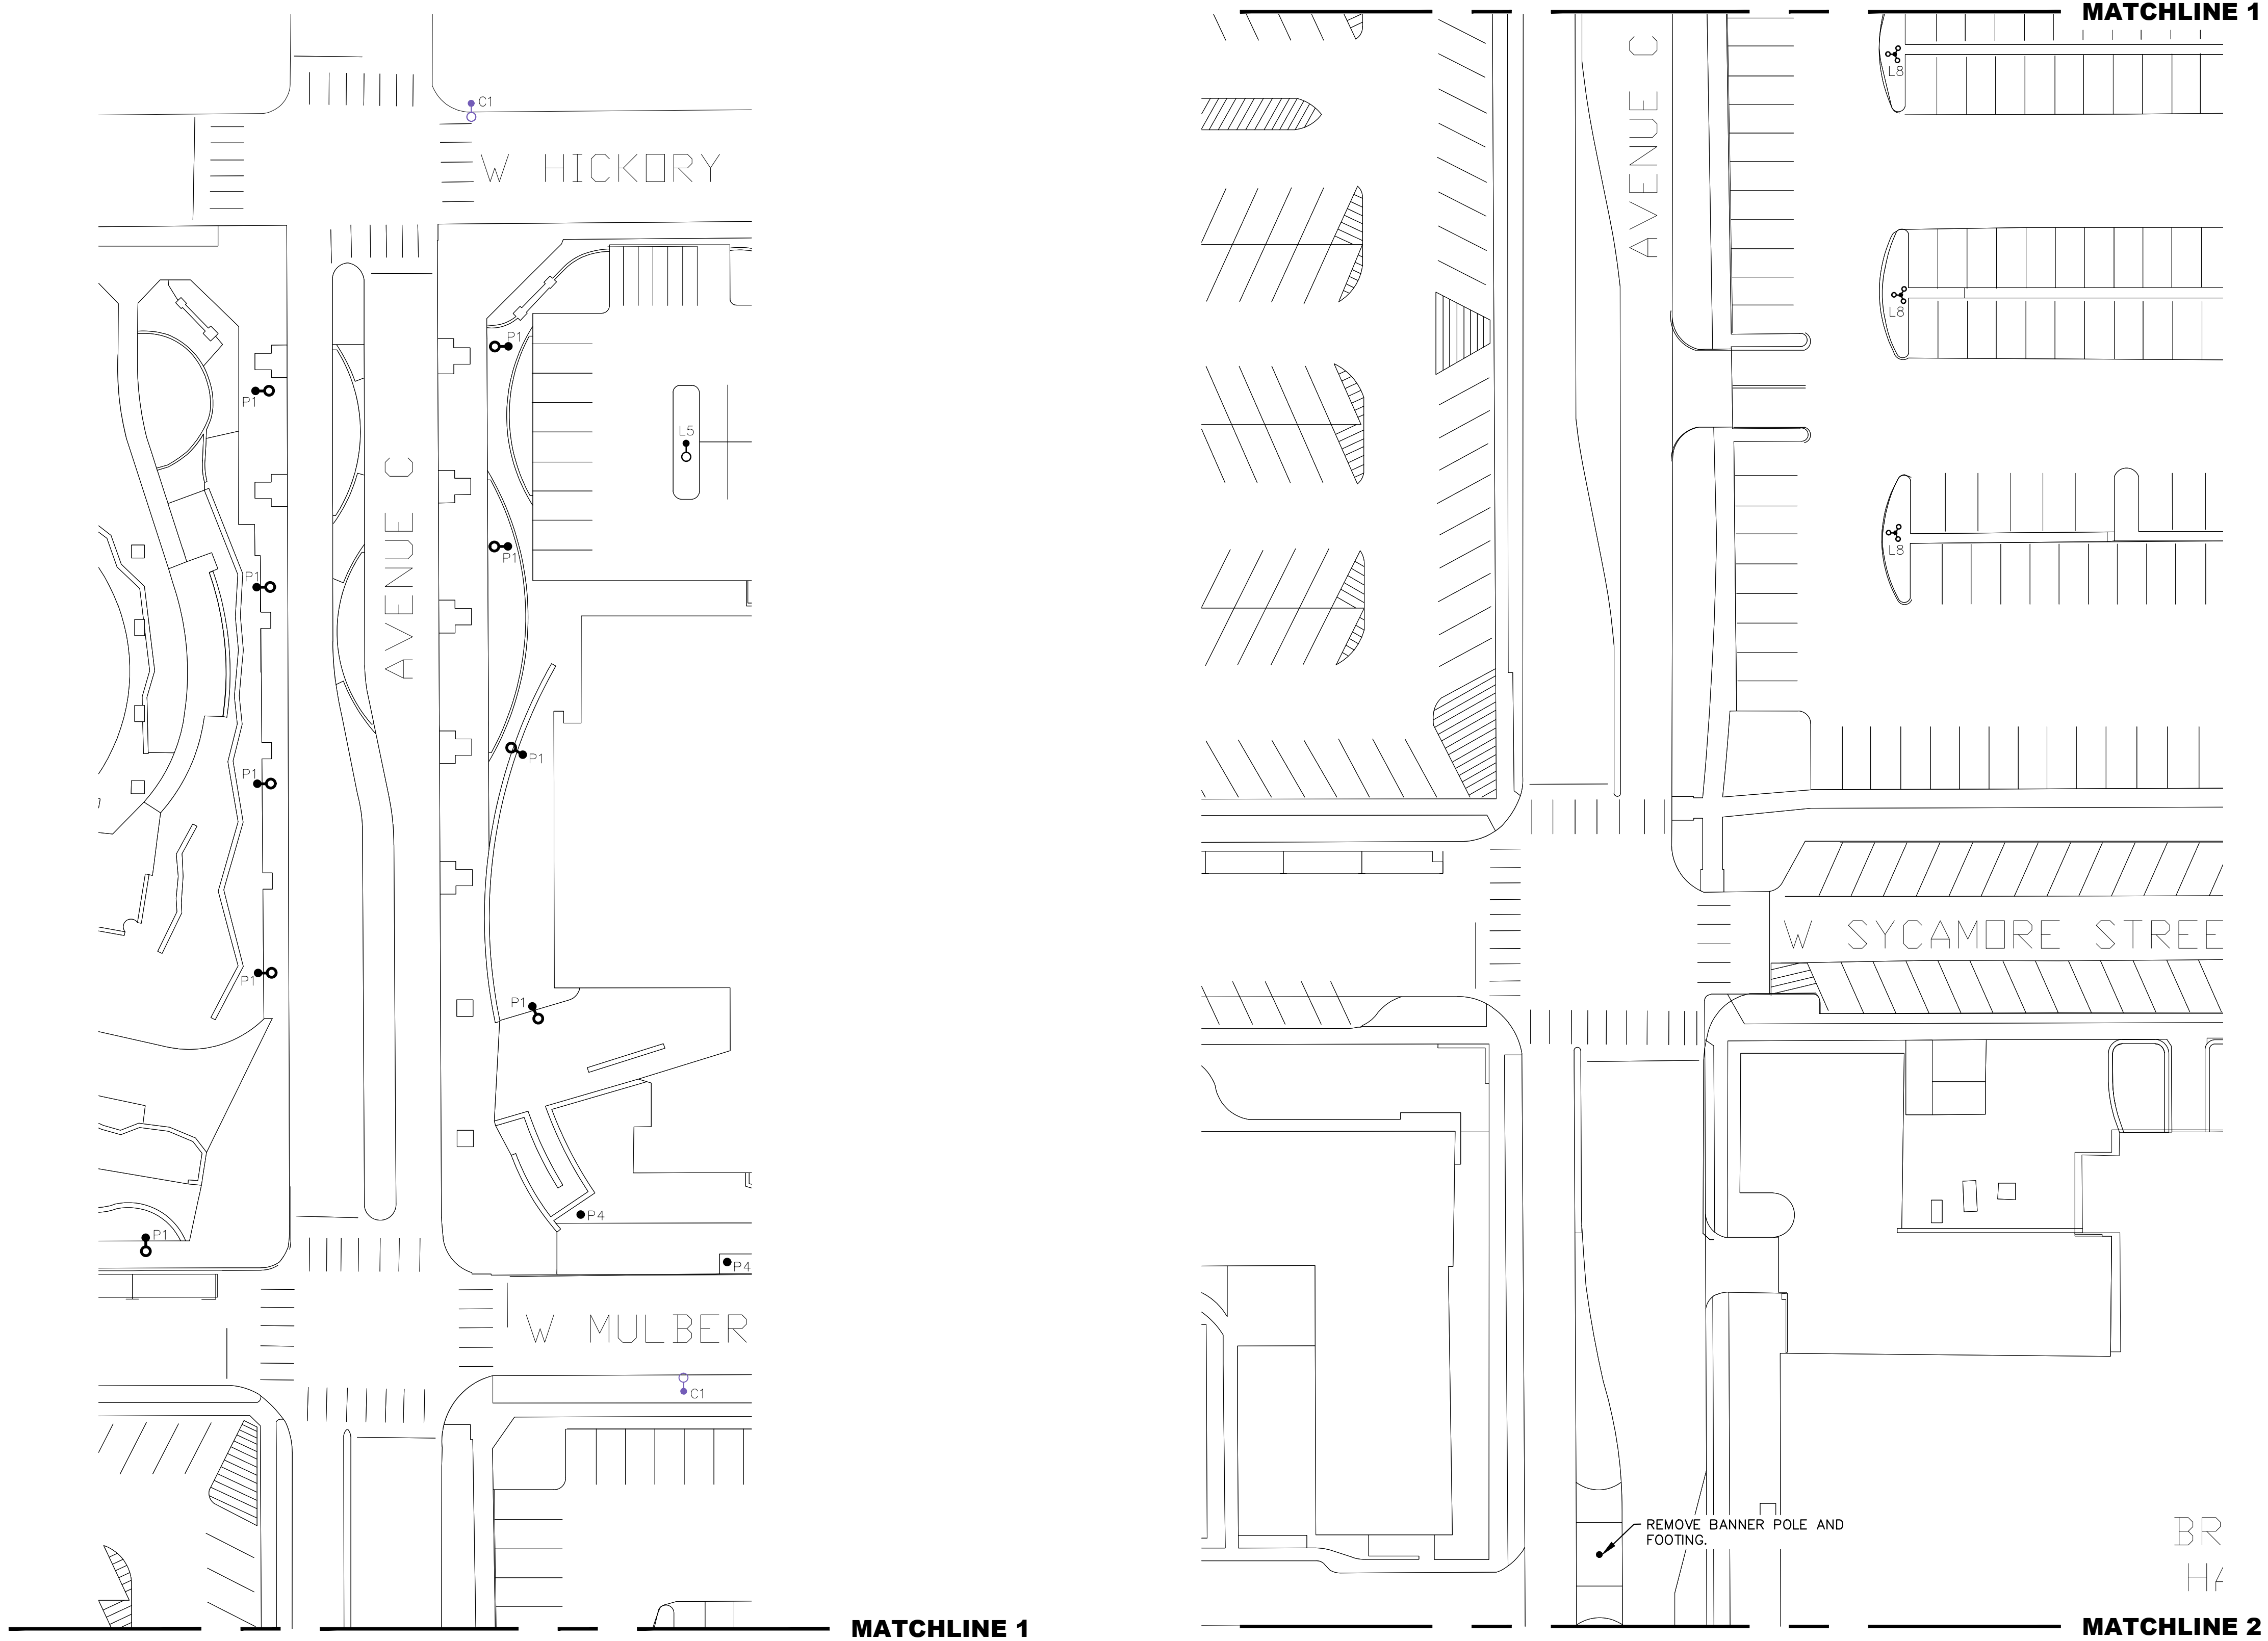 C1
W HICKORY
P1
P1
L5
AVENUE C
P1
P1
P1
P1
P1
P1
P4
P1
P4
W MULBER
C1
MATCHLINE 1
MATCHLINE 1
AVENUE C
L8
L8
L8
W SYCAMORE STREE
REMOVE BANNER POLE AND
FOOTING.
BR
HA
MATCHLINE 2